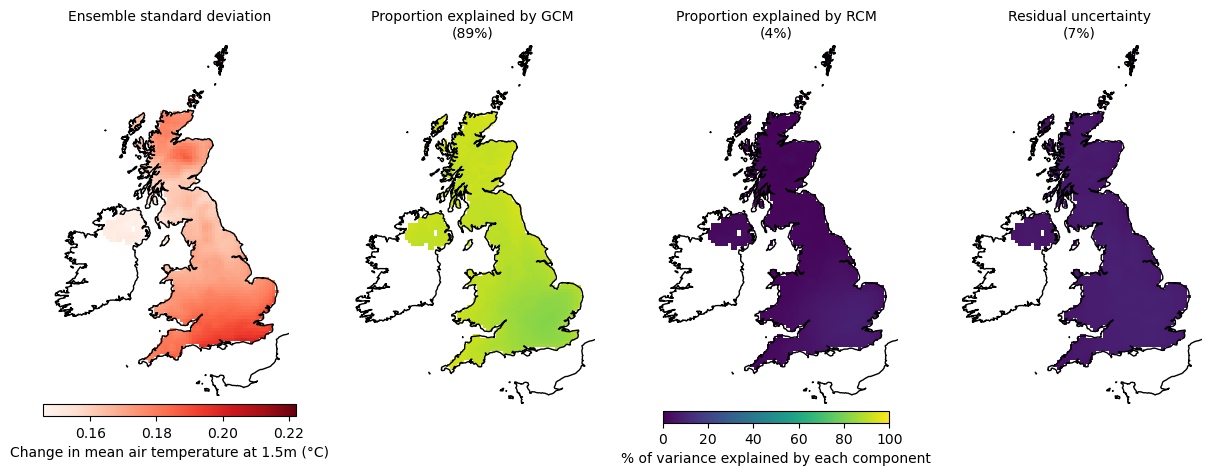 Ensemble standard deviation
Proportion explained by GCM
(89%)
Proportion explained by RCM
(4%)
Residual uncertainty
(7%)
0.16 0.18 0.20 0.22
Change in mean air temperature at 1.5m (°C)
0 20 40 60 80 100
% of variance explained by each component